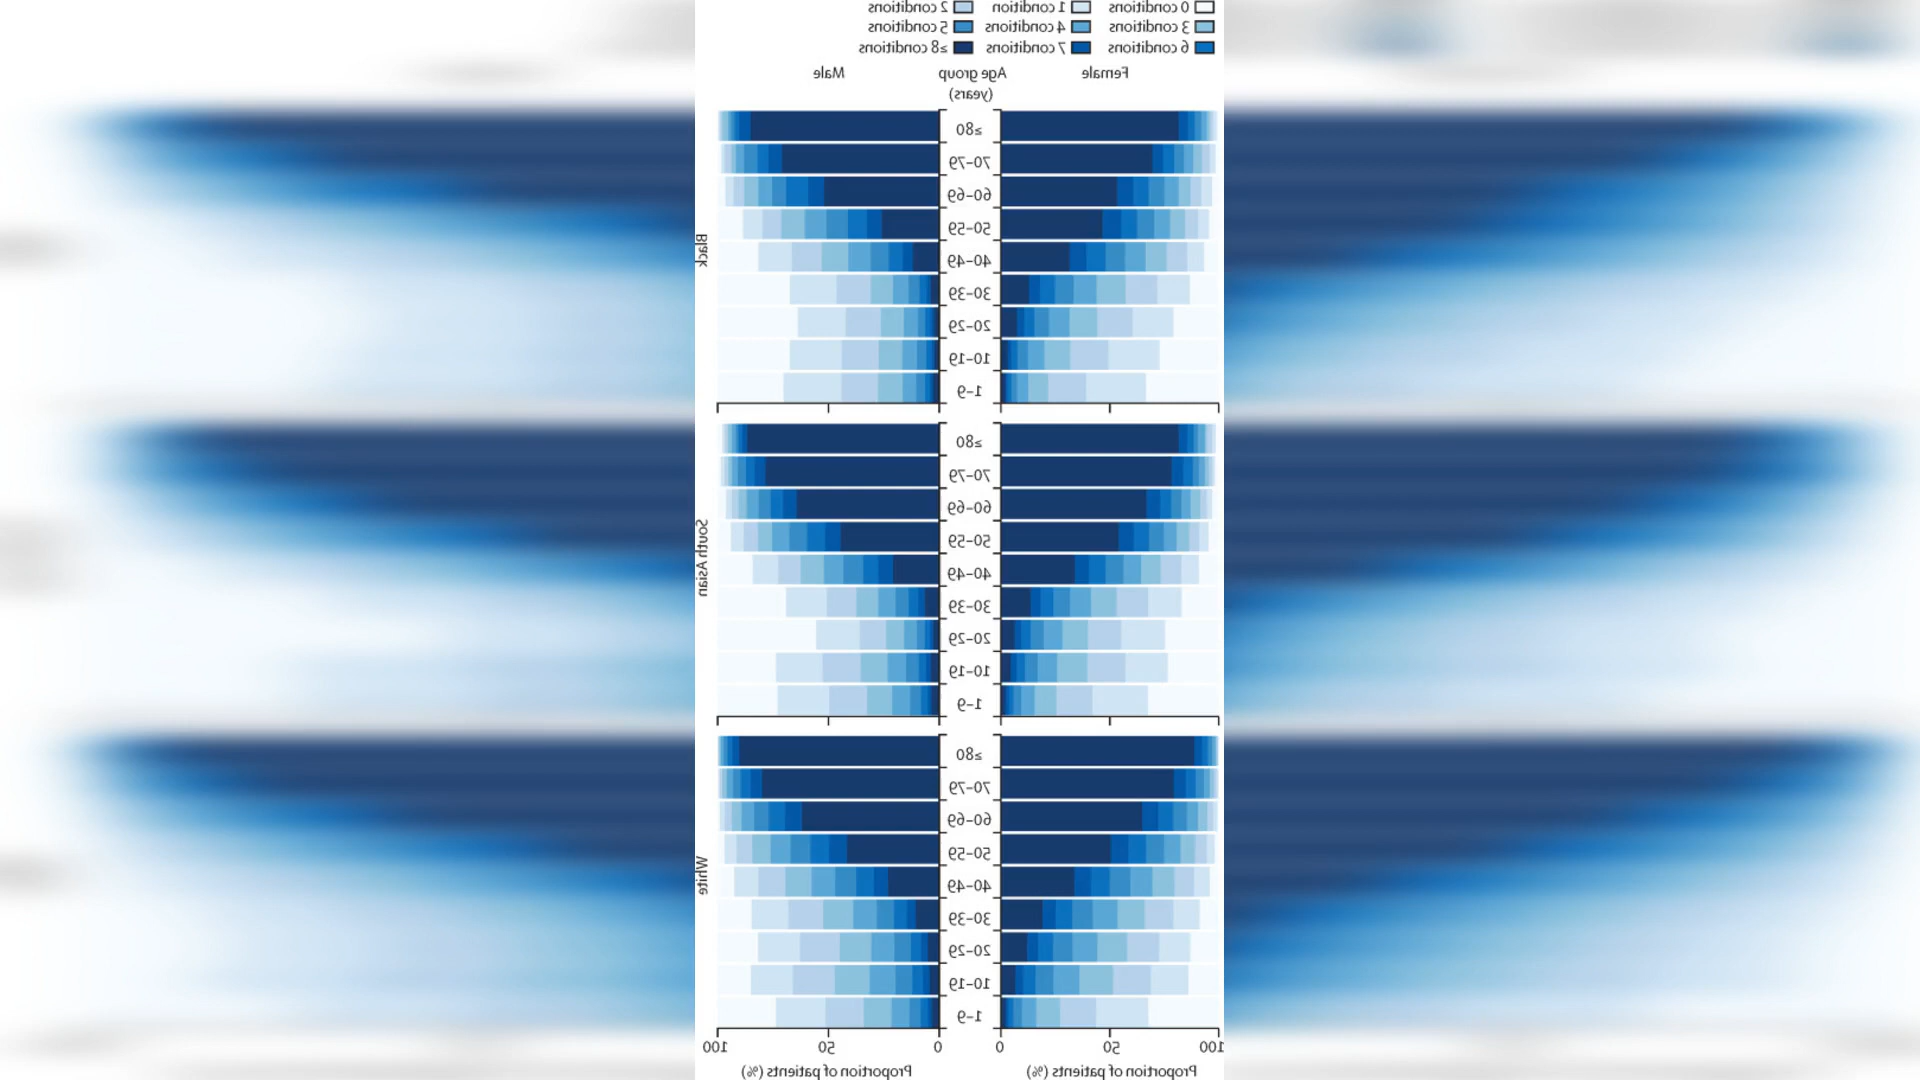 0 conditions 1 condition 2 conditions
3 conditions 4 conditions 5 conditions
6 conditions 7 conditions ≥8 conditions
Female Age group Male
(years)
Black
≥80
70–79
60–69
50–59
40–49
30–39
20–29
10–19
1–9
South Asian
≥80
70–79
60–69
50–59
40–49
30–39
20–29
10–19
1–9
White
≥80
70–79
60–69
50–59
40–49
30–39
20–29
10–19
1–9
100 50 0 0 50 100
Proportion of patients (%) Proportion of patients (%)